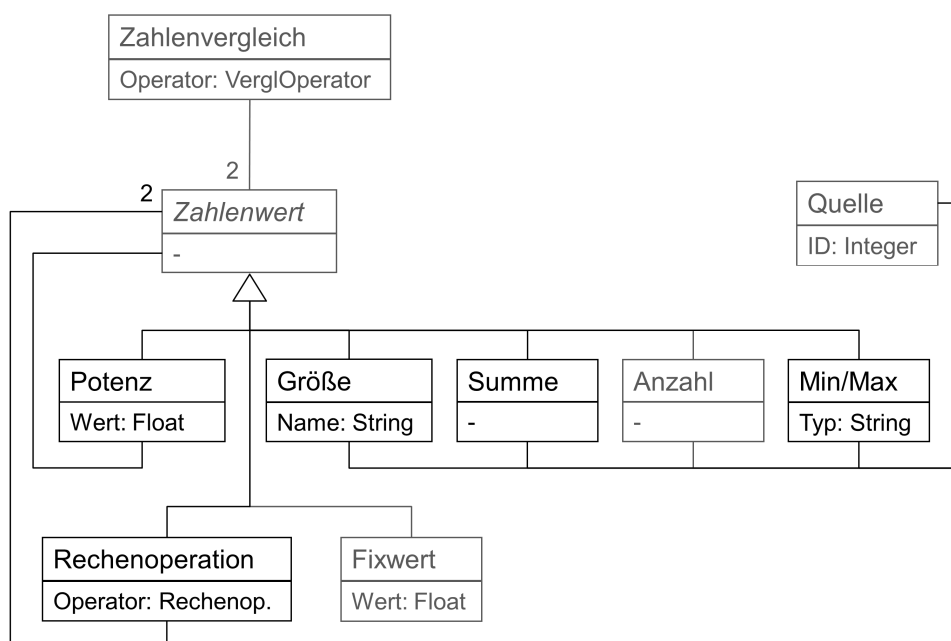 Zahlenvergleich
Operator: VerglOperator
2
2
Zahlenwert
-
Quelle
ID: Integer
Potenz
Wert: Float
Größe
Name: String
Summe
-
Anzahl
-
Min/Max
Typ: String
Rechenoperation
Operator: Rechenop.
Fixwert
Wert: Float